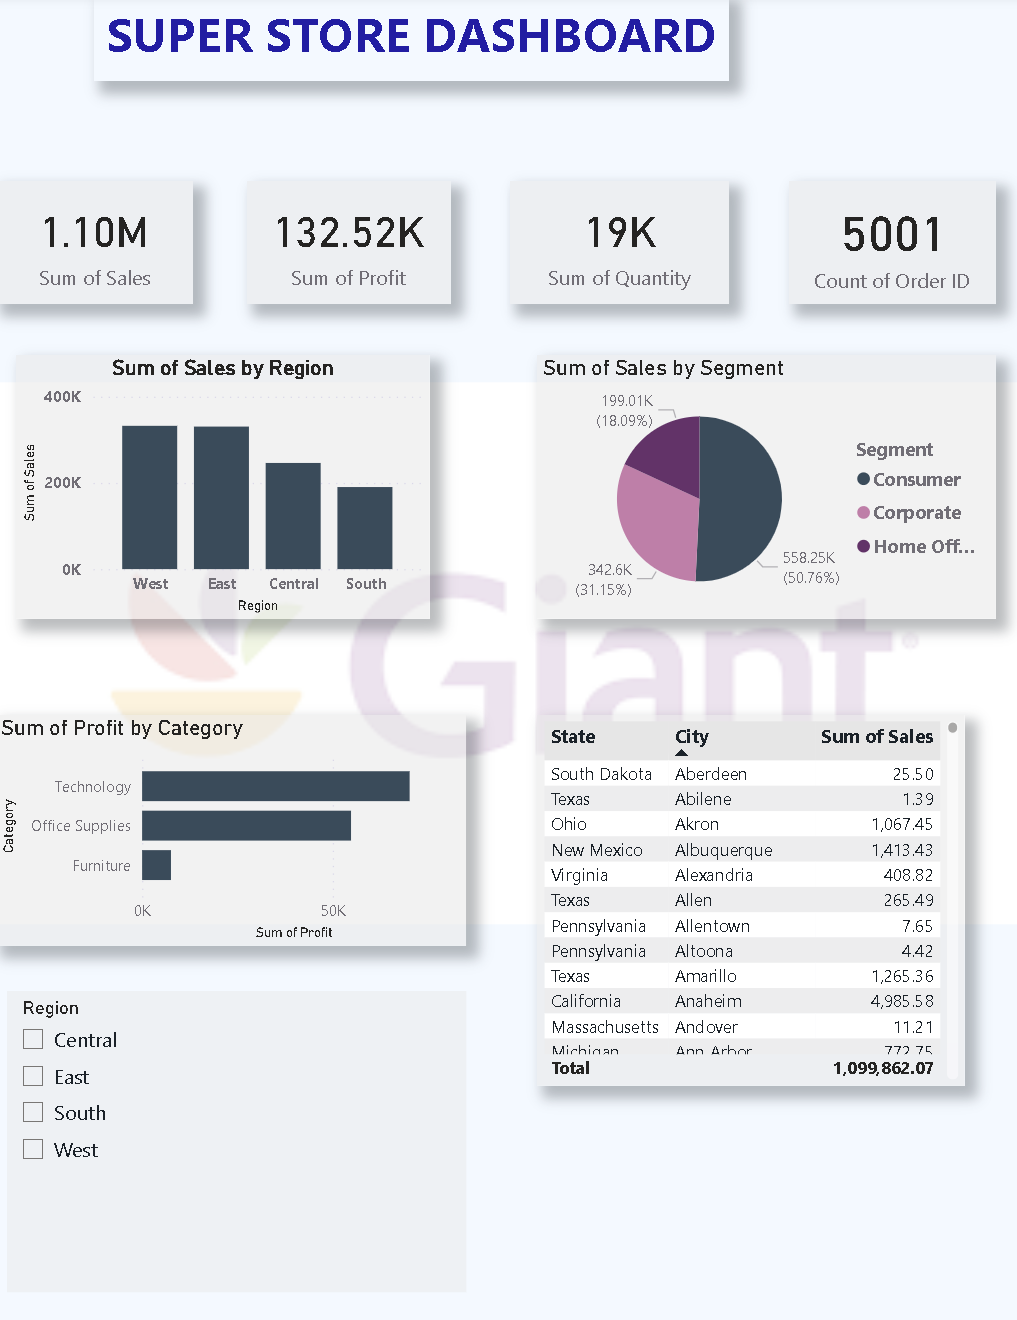 SUPER STORE DASHBOARD
1.10M
Sum of Sales
132.52K
Sum of Profit
19K
Sum of Quantity
5001
Count of Order ID
Sum of Sales by Region
400K
200K
0K
Sum of Sales
West East Central South
Region
Sum of Sales by Segment
199.01K
(18.09%)
342.6K
(31.15%)
558.25K
(50.76%)
Segment
Consumer
Corporate
Home Off...
Giant®
Sum of Profit by Category
Category
Technology
Office Supplies
Furniture
0K 50K
Sum of Profit
State City Sum of Sales
South Dakota Aberdeen 25.50
Texas Abilene 1.39
Ohio Akron 1,067.45
New Mexico Albuquerque 1,413.43
Virginia Alexandria 408.82
Texas Allen 265.49
Pennsylvania Allentown 7.65
Pennsylvania Altoona 4.42
Texas Amarillo 1,265.36
California Anaheim 4,985.58
Massachusetts Andover 11.21
Michigan Ann Arbor 772.75
Total 1,099,862.07
Region
Central
East
South
West